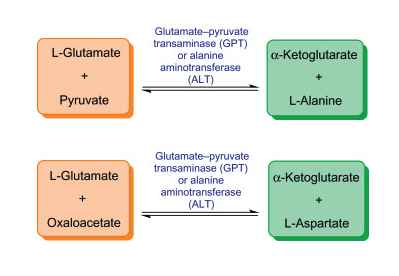 Glutamate–pyruvate
transaminase (GPT)
or alanine
aminotransferase
(ALT)
L-Glutamate
+
Pyruvate
α-Ketoglutarate
+
L-Alanine
Glutamate–pyruvate
transaminase (GPT)
or alanine
aminotransferase
(ALT)
L-Glutamate
+
Oxaloacetate
α-Ketoglutarate
+
L-Aspartate